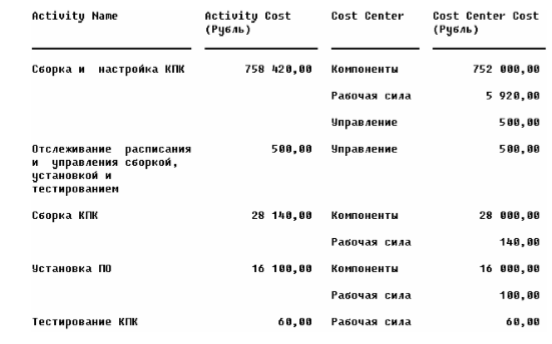 Activity Name Activity Cost Cost Center Cost Center Cost
(Рубль) (Рубль)
Сборка и настройка КПК 758 420,00 Компоненты 752 000,00
Рабочая сила 5 920,00
Управление 500,00
Отслеживание расписания 500,00 Управление 500,00
и управления сборкой,
установкой и
тестированием
Сборка КПК 28 140,00 Компоненты 28 000,00
Рабочая сила 140,00
Установка ПО 16 100,00 Компоненты 16 000,00
Рабочая сила 100,00
Тестирование КПК 60,00 Рабочая сила 60,00